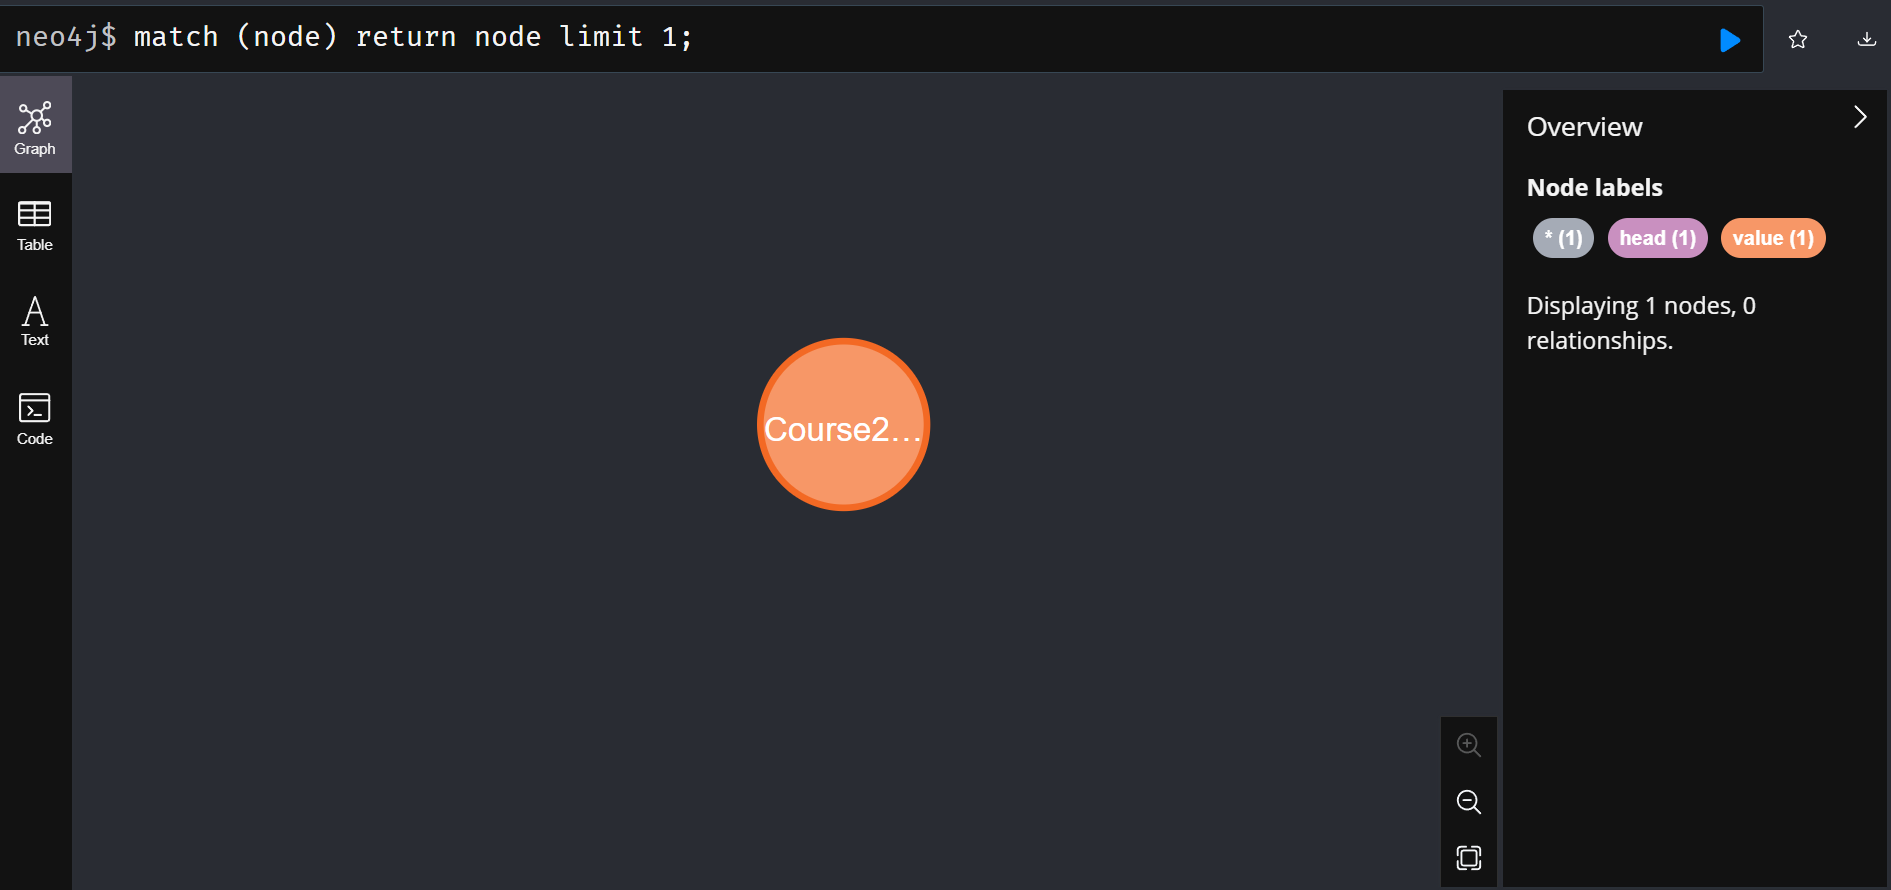 neo4j$ match (node) return node limit 1;
Graph
Table
Text
Code
Course2...
Overview
Node labels
* (1) head (1) value (1)
Displaying 1 nodes, 0
relationships.